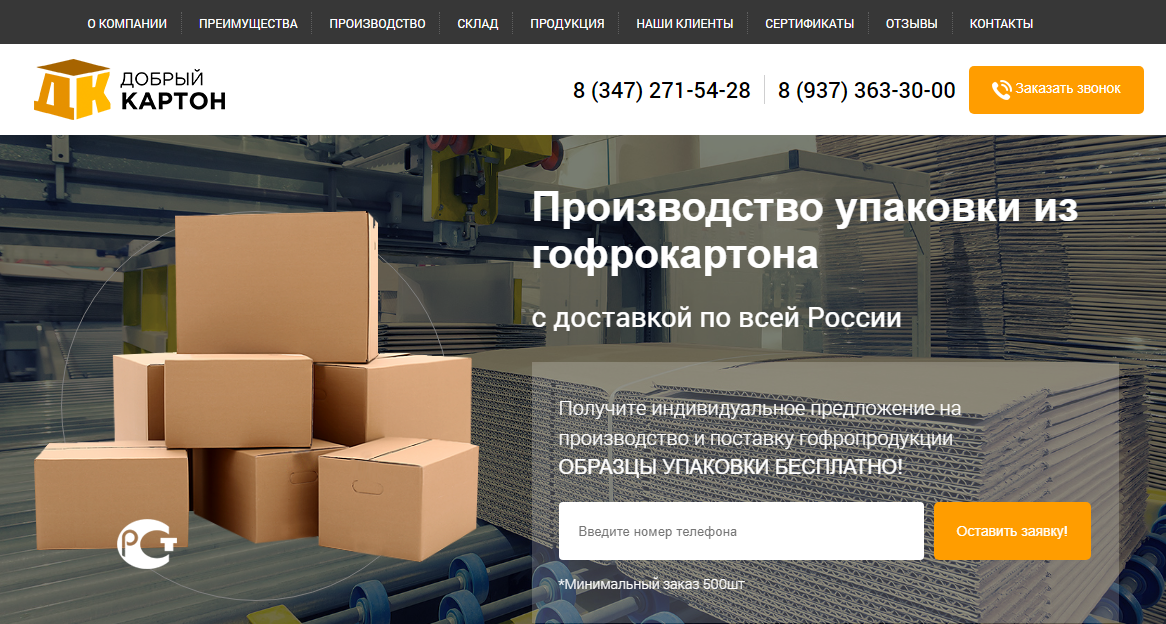 О КОМПАНИИ ПРЕИМУЩЕСТВА ПРОИЗВОДСТВО СКЛАД ПРОДУКЦИЯ НАШИ КЛИЕНТЫ СЕРТИФИКАТЫ ОТЗЫВЫ КОНТАКТЫ
ДК
ДОБРЫЙ
КАРТОН
8 (347) 271-54-28 8 (937) 363-30-00 Заказать звонок
Производство упаковки из
гофрокартона
с доставкой по всей России
Получите индивидуальное предложение на
производство и поставку гофропродукции
ОБРАЗЦЫ УПАКОВКИ БЕСПЛАТНО!
Введите номер телефона Оставить заявку!
РСТ
*Минимальный заказ 500шт